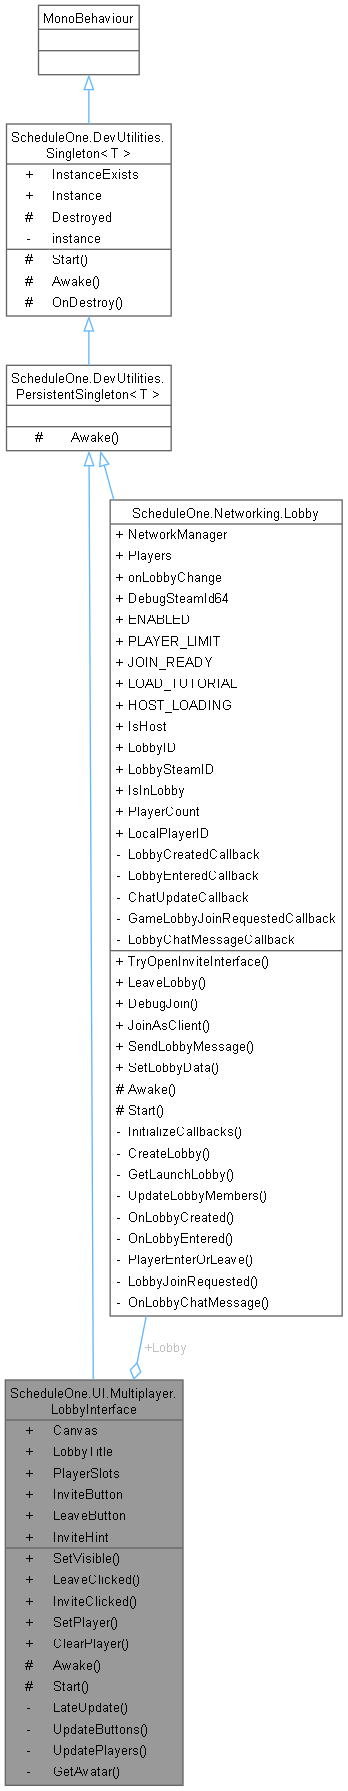 MonoBehaviour
ScheduleOne.DevUtilities.
Singleton< T >
+ InstanceExists
+ Instance
# Destroyed
- instance
# Start()
# Awake()
# OnDestroy()
ScheduleOne.DevUtilities.
PersistentSingleton< T >
# Awake()
ScheduleOne.Networking.Lobby
+ NetworkManager
+ Players
+ onLobbyChange
+ DebugSteamId64
+ ENABLED
+ PLAYER_LIMIT
+ JOIN_READY
+ LOAD_TUTORIAL
+ HOST_LOADING
+ IsHost
+ LobbyID
+ LobbySteamID
+ IsInLobby
+ PlayerCount
+ LocalPlayerID
- LobbyCreatedCallback
- LobbyEnteredCallback
- ChatUpdateCallback
- GameLobbyJoinRequestedCallback
- LobbyChatMessageCallback
+ TryOpenInviteInterface()
+ LeaveLobby()
+ DebugJoin()
+ JoinAsClient()
+ SendLobbyMessage()
+ SetLobbyData()
# Awake()
# Start()
- InitializeCallbacks()
- CreateLobby()
- GetLaunchLobby()
- UpdateLobbyMembers()
- OnLobbyCreated()
- OnLobbyEntered()
- PlayerEnterOrLeave()
- LobbyJoinRequested()
- OnLobbyChatMessage()
+Lobby
ScheduleOne.UI.Multiplayer.
LobbyInterface
+ Canvas
+ LobbyTitle
+ PlayerSlots
+ InviteButton
+ LeaveButton
+ InviteHint
+ SetVisible()
+ LeaveClicked()
+ InviteClicked()
+ SetPlayer()
+ ClearPlayer()
# Awake()
# Start()
- LateUpdate()
- UpdateButtons()
- UpdatePlayers()
- GetAvatar()